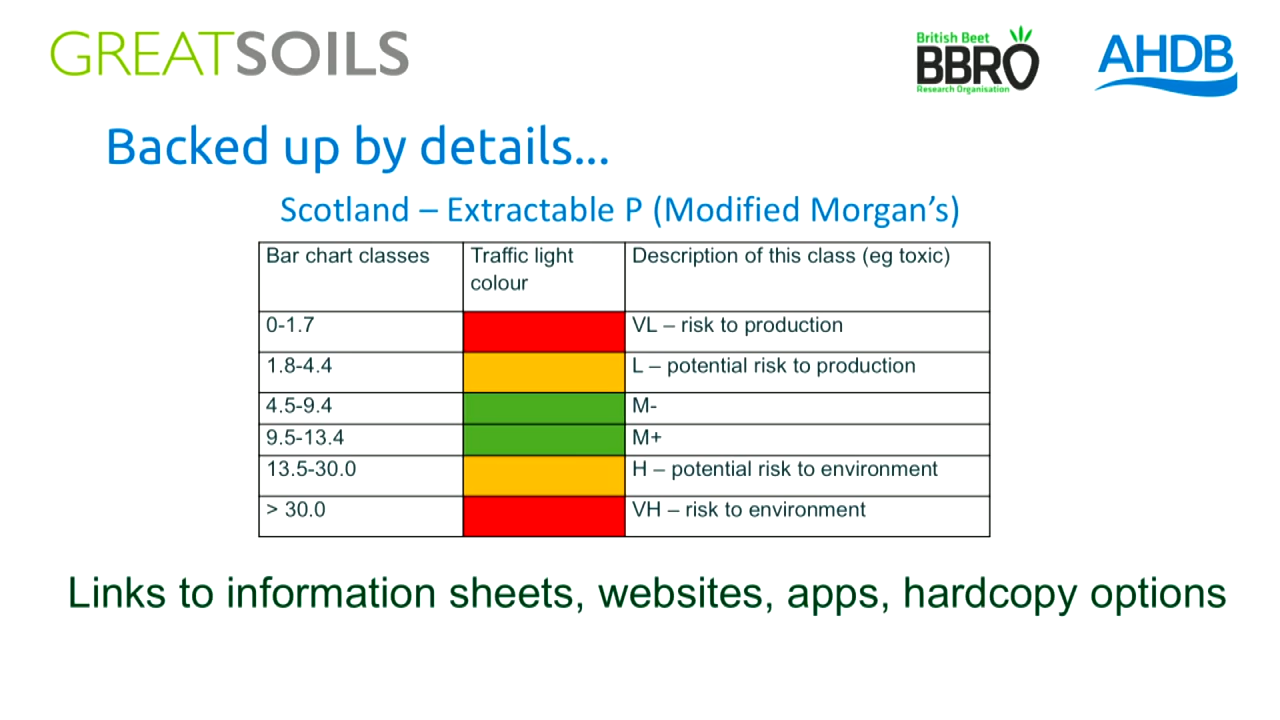 GREATSOILS
British Beet
BBRO
Research Organisation
AHDB
Backed up by details...
Scotland – Extractable P (Modified Morgan’s)
Bar chart classes Traffic light Description of this class (eg toxic)
colour
0-1.7 VL – risk to production
1.8-4.4 L – potential risk to production
4.5-9.4 M-
9.5-13.4 M+
13.5-30.0 H – potential risk to environment
> 30.0 VH – risk to environment
Links to information sheets, websites, apps, hardcopy options